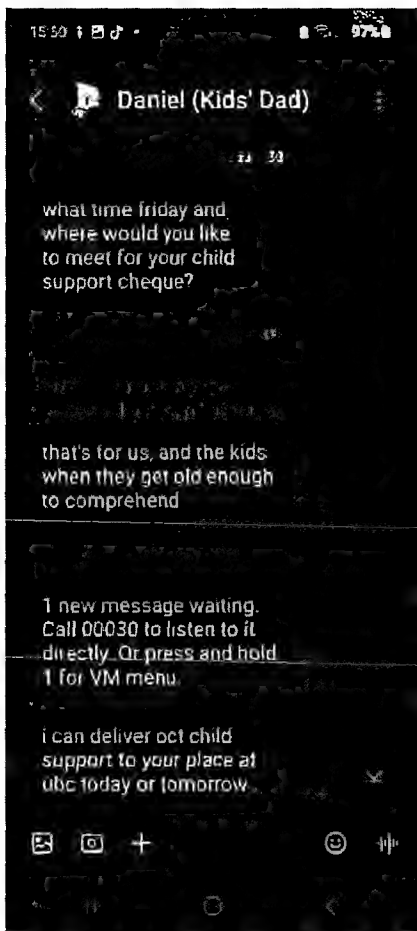 15:50
97%
Daniel (Kids' Dad)
what time friday and
where would you like
to meet for your child
support cheque?
that's for us, and the kids
when they get old enough
to comprehend
1 new message waiting.
Call 00030 to listen to it
directly. Or press and hold
1 for VM menu.
i can deliver oct child
support to your place at
ubc today or tomorrow